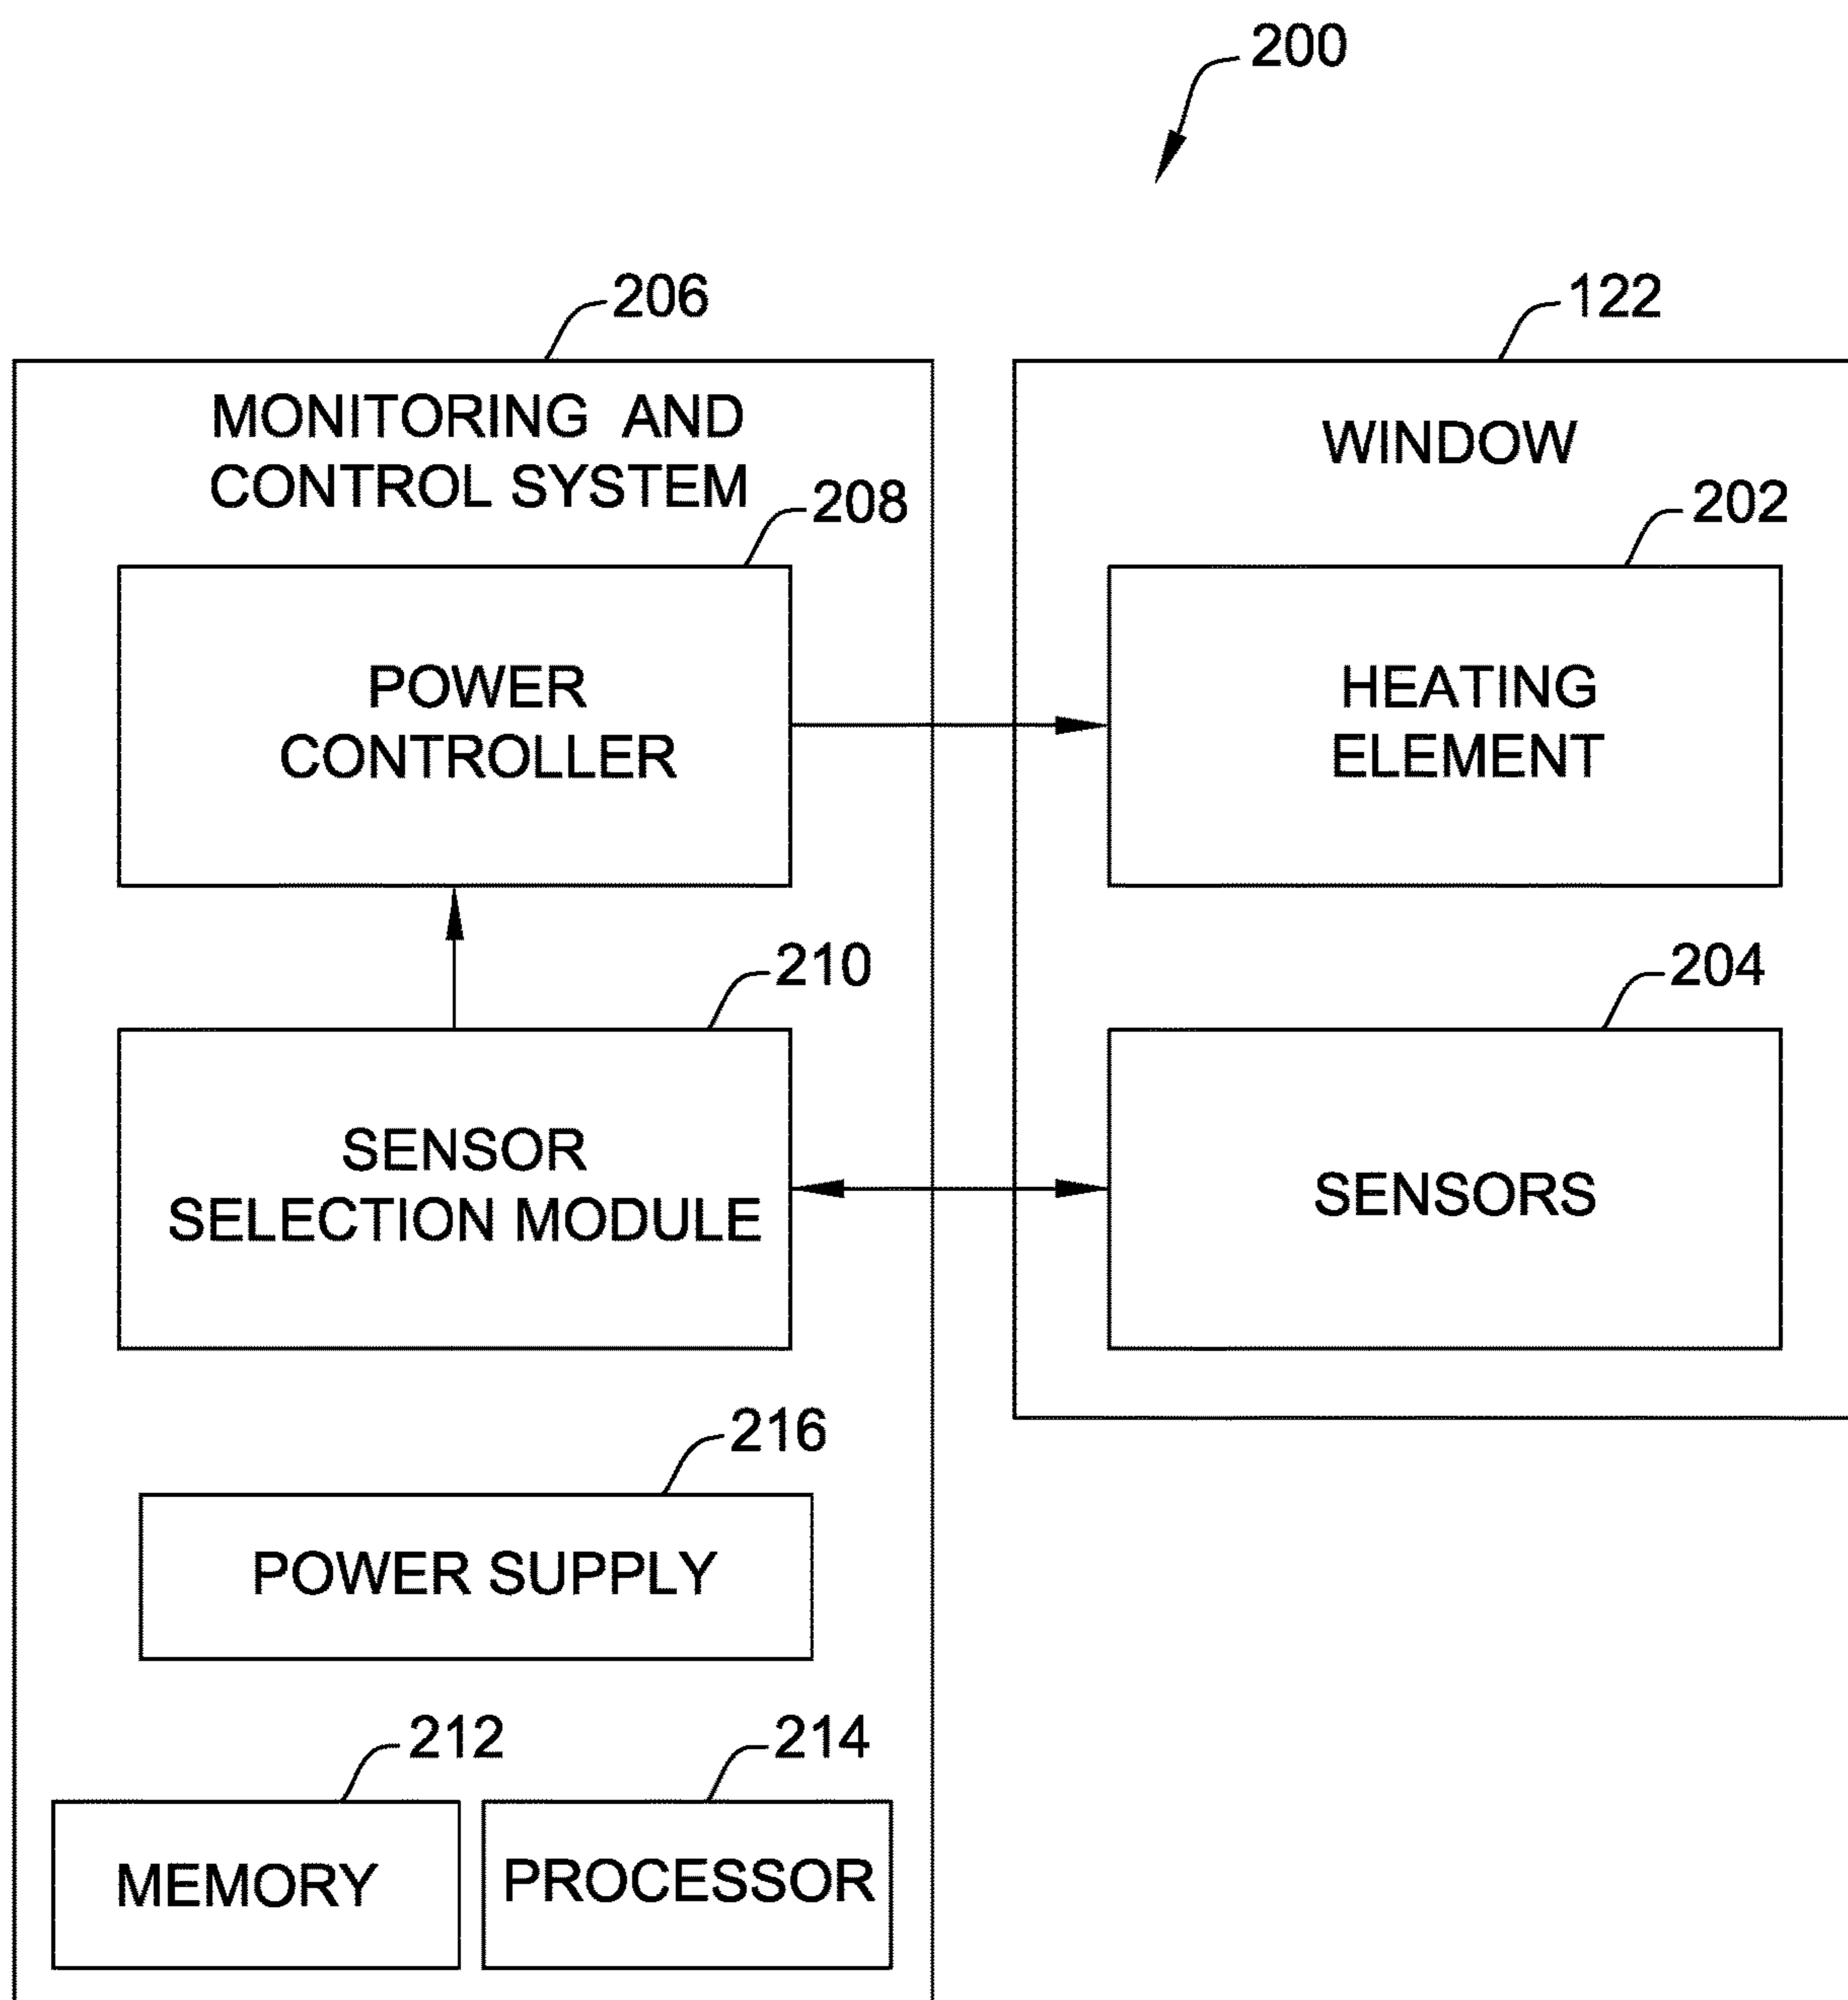 200
206
122
MONITORING AND
CONTROL SYSTEM
WINDOW
208
202
POWER
CONTROLLER
HEATING
ELEMENT
210
204
SENSOR
SELECTION MODULE
SENSORS
216
POWER SUPPLY
212
214
MEMORY
PROCESSOR